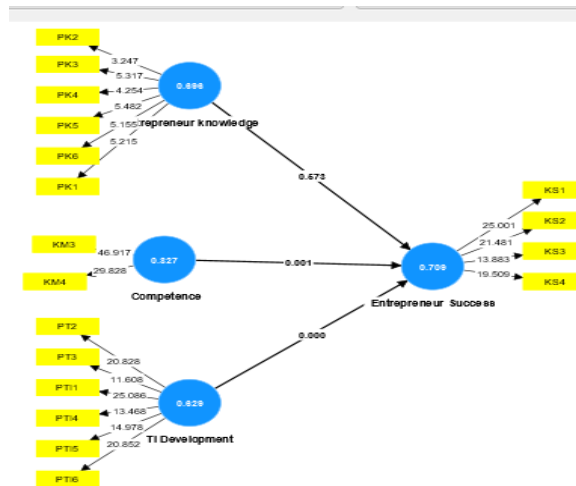 PK2
3.247
PK3
5.317
PK4
4.254
0.696
PK5
5.482
PK6
5.155
trepreneur knowledge
5.215
PK1
0.573
KS1
25.001
KS2
21.481
KM3
46.917
KS3
13.883
0.327
0.001
0.709
KM4
29.828
19.509
KS4
Competence
Entrepreneur Success
PT2
20.828
0.000
PT3
11.608
PTI1
25.086
0.629
PTI4
13.468
14.978
TI Development
PTI5
20.852
PTI6